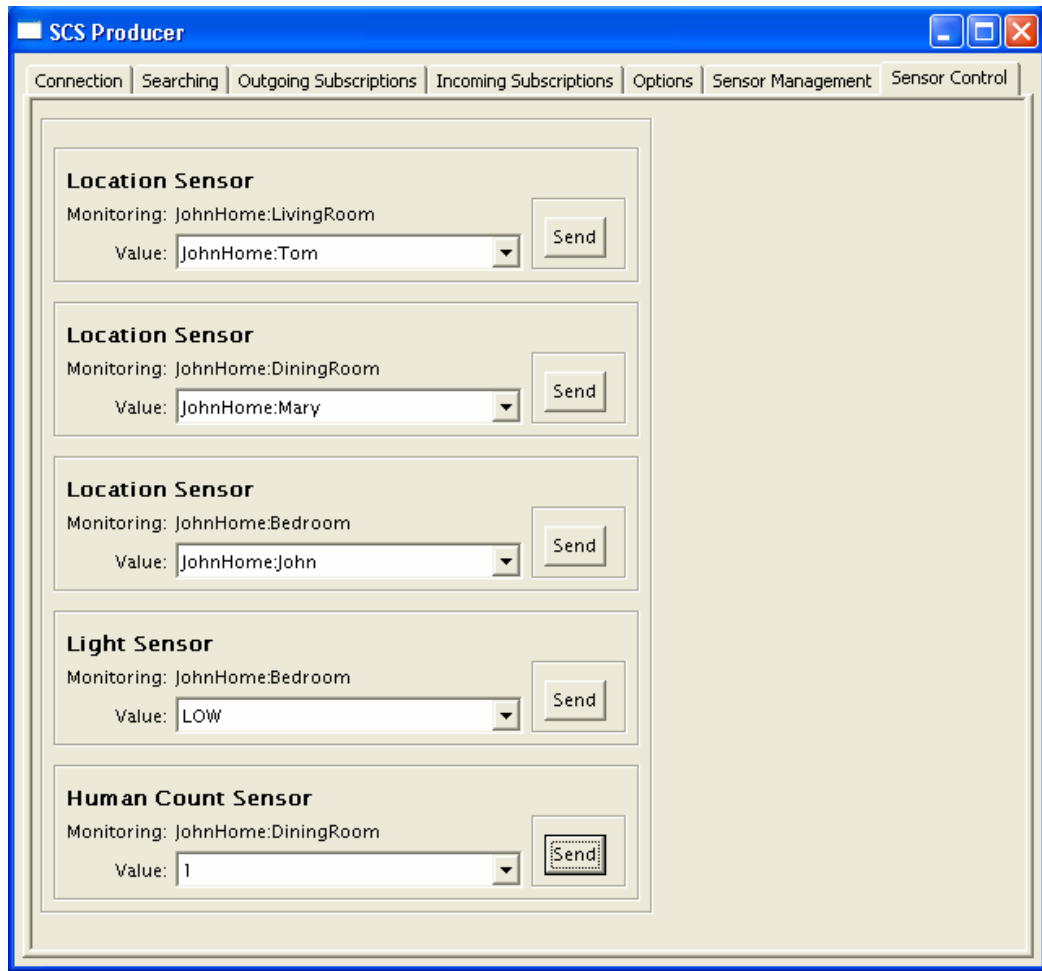 SCS Producer
Connection Searching Outgoing Subscriptions Incoming Subscriptions Options Sensor Management Sensor Control
Location Sensor
Monitoring: JohnHome:LivingRoom
Value: JohnHome:Tom
Send
Location Sensor
Monitoring: JohnHome:DiningRoom
Value: JohnHome:Mary
Send
Location Sensor
Monitoring: JohnHome:Bedroom
Value: JohnHome:John
Send
Light Sensor
Monitoring: JohnHome:Bedroom
Value: LOW
Send
Human Count Sensor
Monitoring: JohnHome:DiningRoom
Value: 1
Send